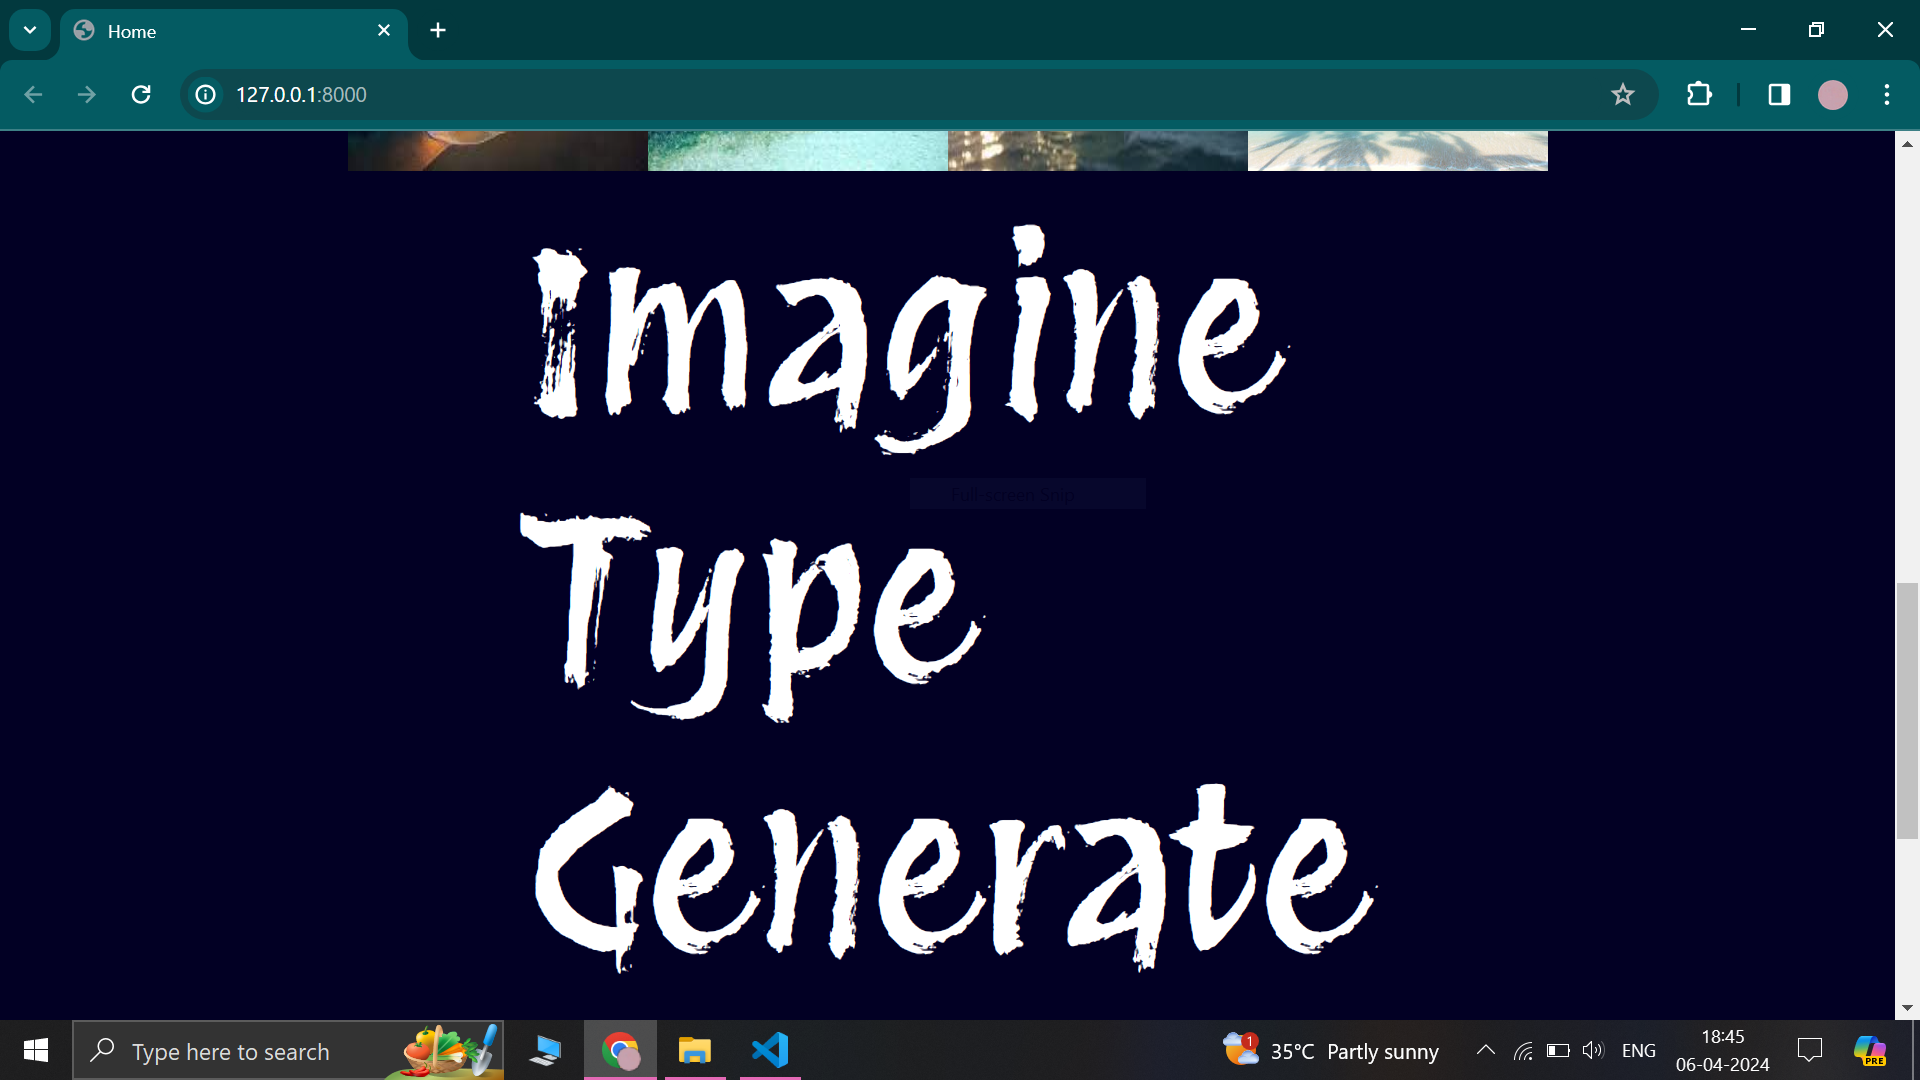 Home
127.0.0.1:8000
Imagine
Full-screen Snip
Type
Generate
Type here to search
1
35°C Partly sunny
ENG
18:45
06-04-2024
PRE